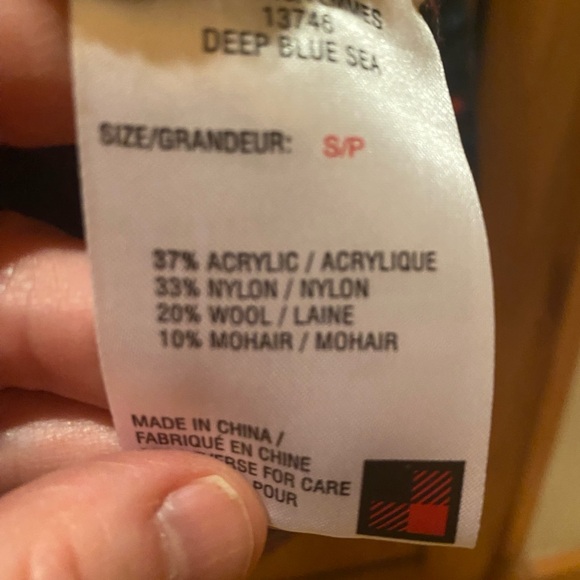 13746
DEEP BLUE SEA
SIZE/GRANDEUR: S/P
37% ACRYLIC / ACRYLIQUE
33% NYLON / NYLON
20% WOOL / LAINE
10% MOHAIR / MOHAIR
MADE IN CHINA /
FABRIQUÉ EN CHINE
FOR CARE
POUR